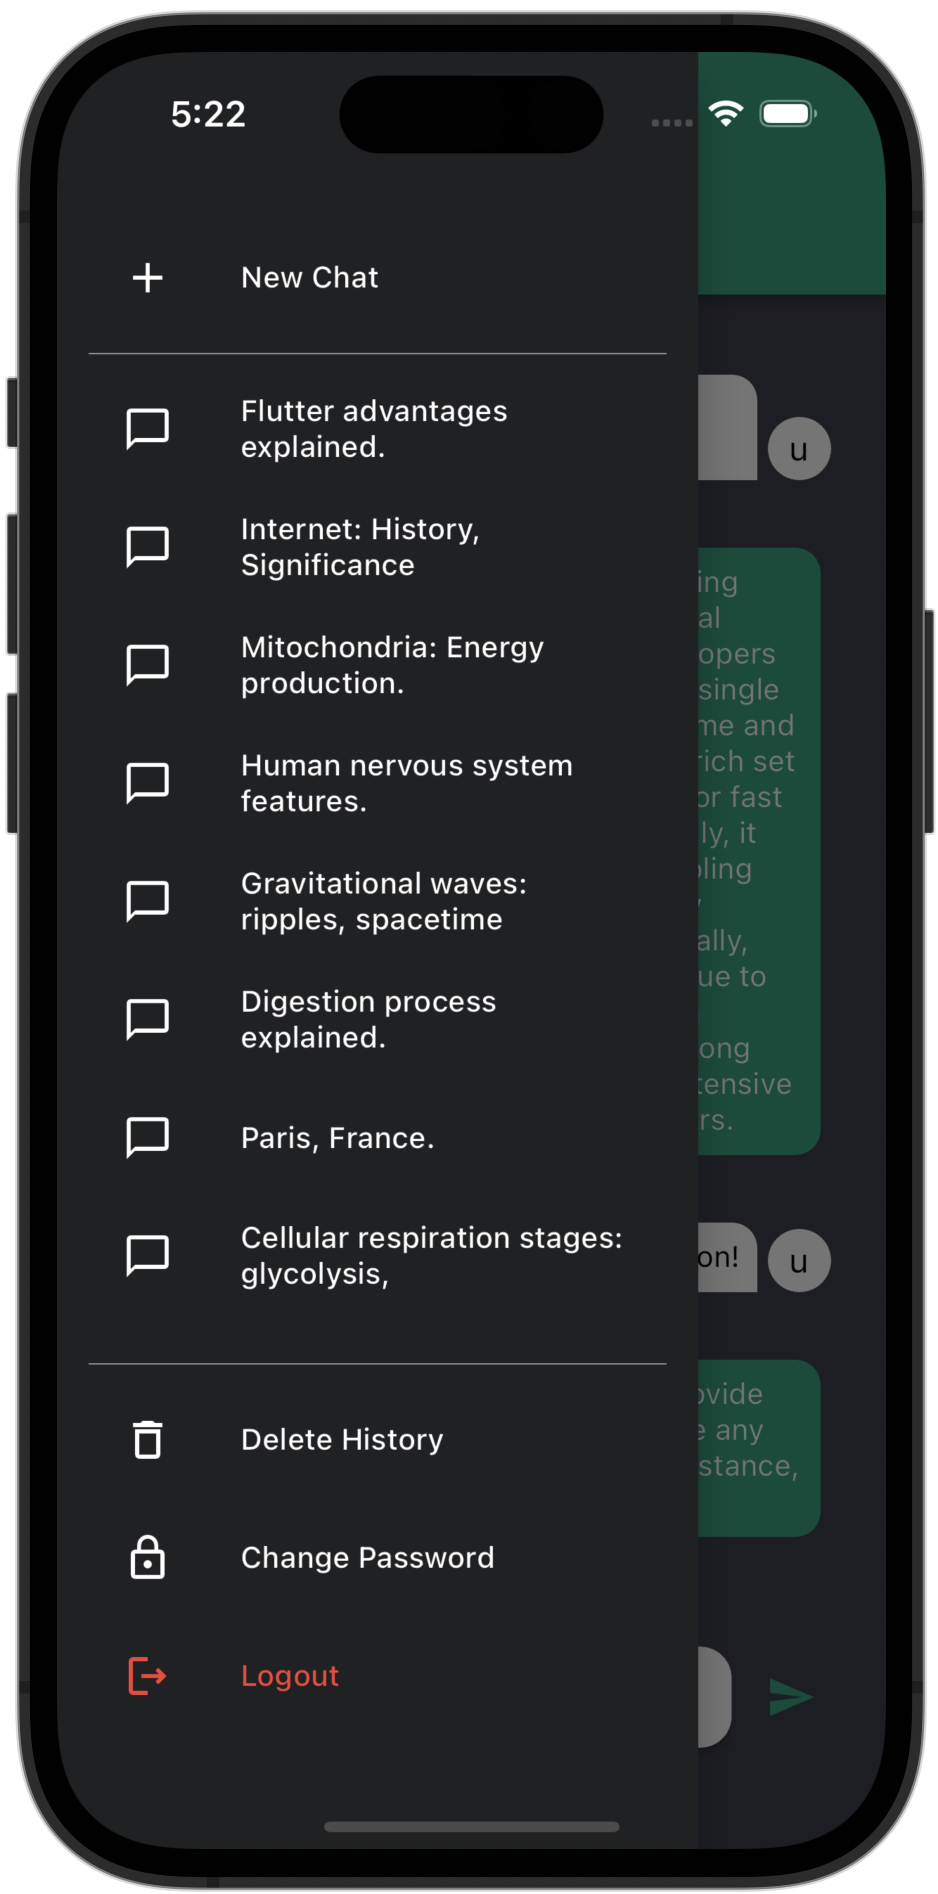 5:22
New Chat
Flutter advantages
explained.
Internet: History,
Significance
Mitochondria: Energy
production.
Human nervous system
features.
Gravitational waves:
ripples, spacetime
Digestion process
explained.
Paris, France.
Cellular respiration stages:
glycolysis,
Delete History
Change Password
Logout
u
ing
al
opers
single
me and
rich set
or fast
ly, it
ling
ally,
ue to
ong
tensive
rs.
on!
u
ovide
e any
stance,